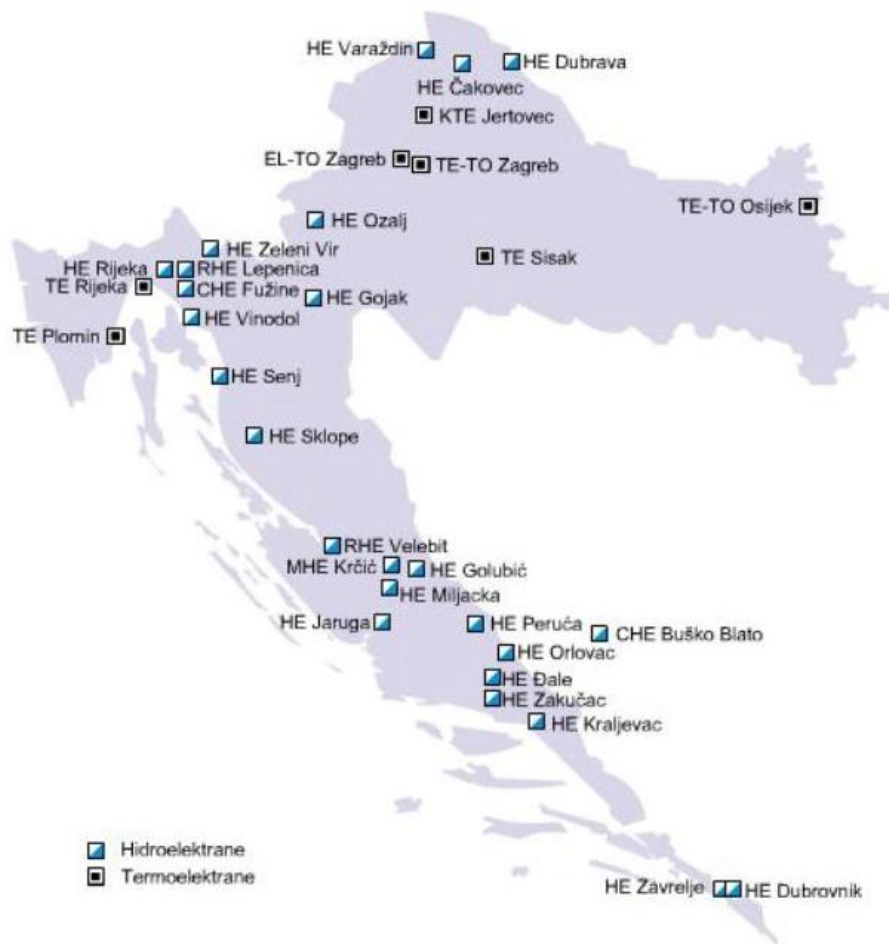 HE Varaždin
HE Dubrava
HE Čakovec
KTE Jertovec
EL-TO Zagreb
TE-TO Zagreb
TE-TO Osijek
HE Ozalj
HE Zeleni Vir
TE Sisak
HE Rijeka
RHE Lepenica
TE Rijeka
CHE Fužine
HE Gojak
HE Vinodol
TE Plomin
HE Senj
HE Sklope
RHE Velebit
MHE Krčić
HE Golubić
HE Miljacka
HE Jaruga
HE Peruća
CHE Buško Blato
HE Orlovac
HE Đale
HE Zakučac
HE Kraljevac
Hidroelektrane
Termoelektrane
HE Zavrelje
HE Dubrovnik